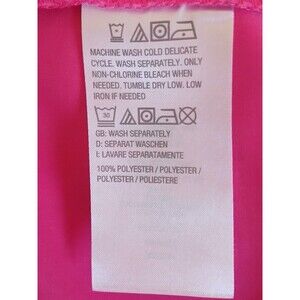 MACHINE WASH COLD DELICATE
CYCLE. WASH SEPARATELY. ONLY
NON-CHLORINE BLEACH WHEN
NEEDED. TUMBLE DRY LOW. LOW
IRON IF NEEDED
30
GB: WASH SEPARATELY
D: SEPARAT WASCHEN
I: LAVARE SEPARATAMENTE
100% POLYESTER / POLYESTER /
POLYESTER / POLIESTERE